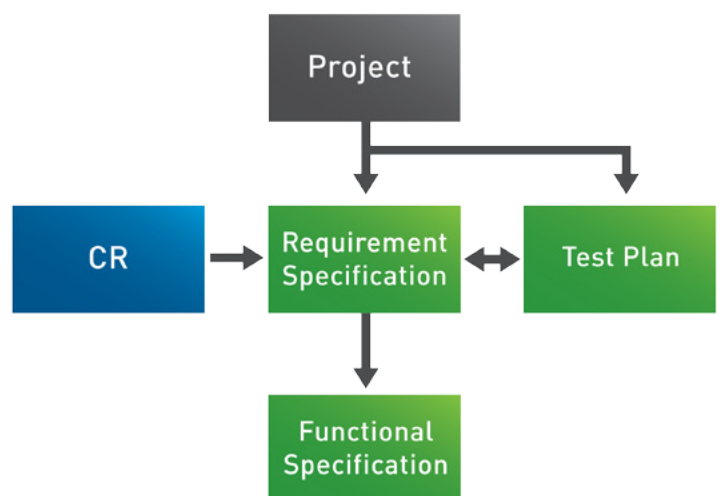 Project
CR
Requirement
Specification
Test Plan
Functional
Specification